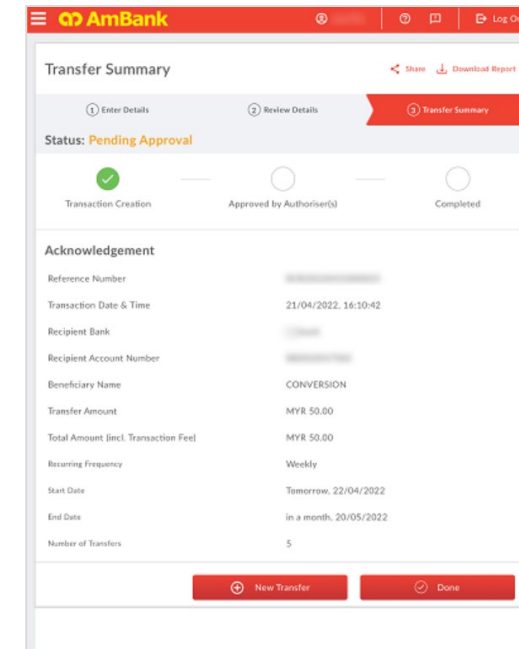 AmBank
Log O
Transfer Summary
Share
Download Report
1 Enter Details
2 Review Details
3 Transfer Summary
Status: Pending Approval
Transaction Creation
Approved by Authoriser(s)
Completed
Acknowledgement
Reference Number
Transaction Date & Time 21/04/2022, 16:10:42
Recipient Bank
Recipient Account Number
Beneficiary Name CONVERSION
Transfer Amount MYR 50.00
Total Amount (incl. Transaction Fee) MYR 50.00
Recurring Frequency Weekly
Start Date Tomorrow, 22/04/2022
End Date in a month, 20/05/2022
Number of Transfers 5
New Transfer
Done